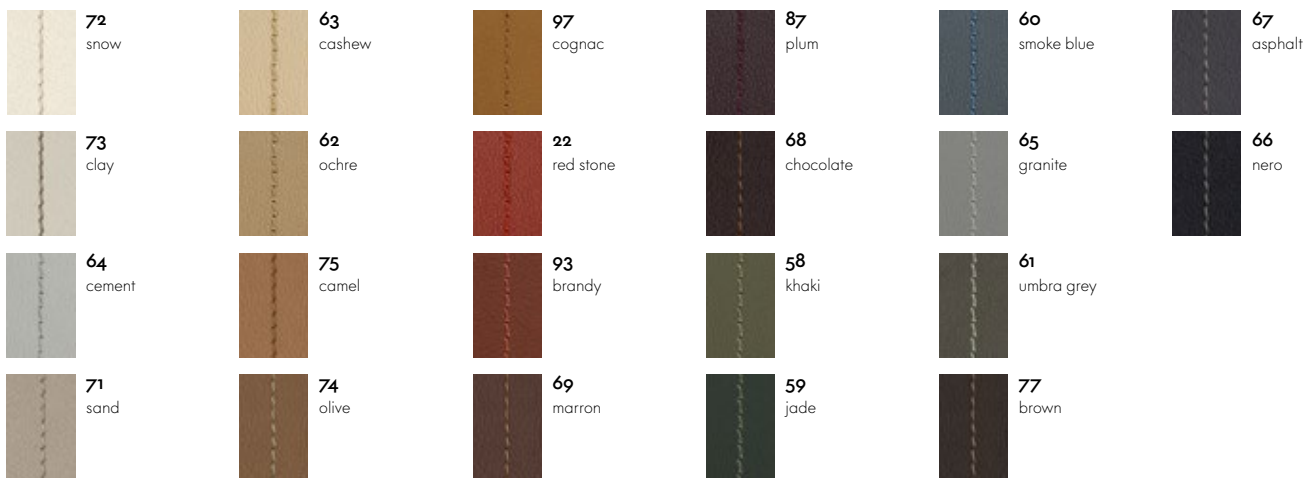 72
snow
73
clay
64
cement
71
sand
63
cashew
62
ochre
75
camel
74
olive
97
cognac
22
red stone
93
brandy
69
marron
87
plum
68
chocolate
58
khaki
59
jade
60
smoke blue
65
granite
61
umbra grey
77
brown
67
asphalt
66
nero